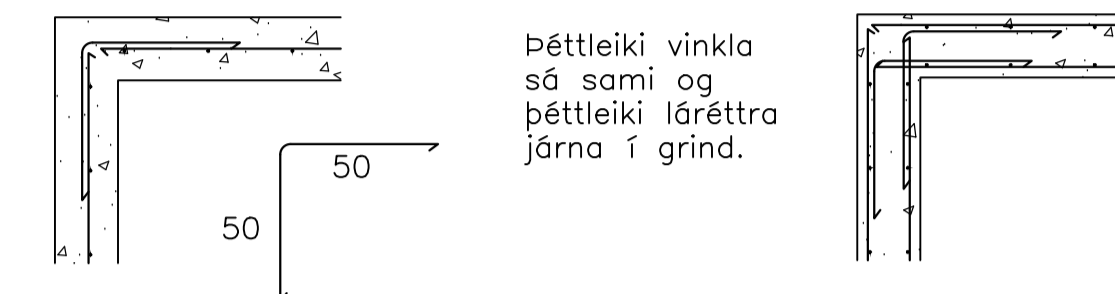 50
50
Þéttleiki vinkla
sá sami og
þéttleiki láréttra
járna í grind.